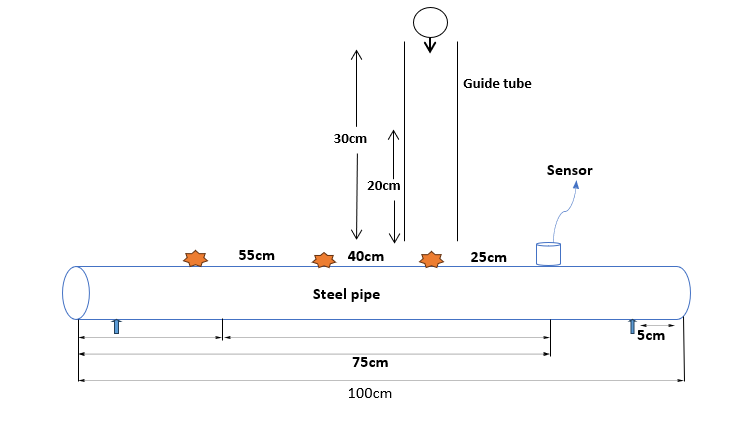 Guide tube
30cm
Sensor
20cm
55cm
40cm
25cm
Steel pipe
5cm
75cm
100cm